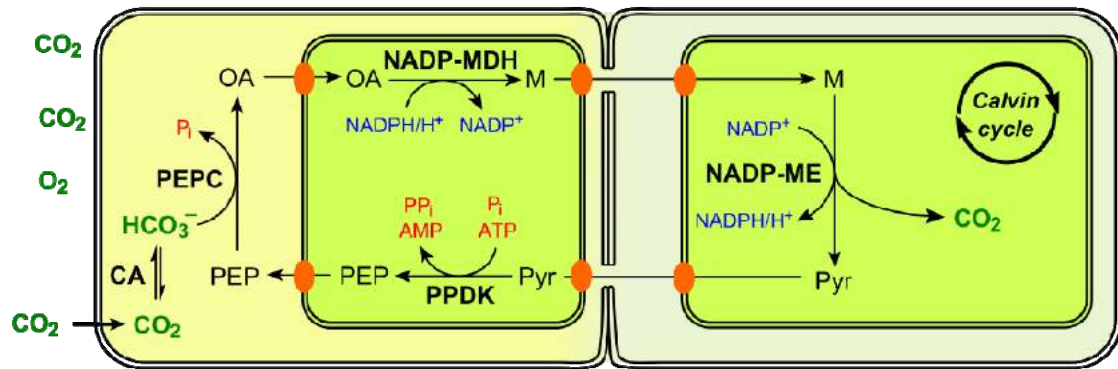 CO₂
CO₂
O₂
CO₂
OA
Pᵢ
PEPC
HCO₃⁻
CA
CO₂
PEP
NADP-MDH
OA
M
NADPH/H⁺
NADP⁺
PPᵢ
AMP
Pᵢ
ATP
PEP
PPDK
Pyr
M
NADP⁺
NADP-ME
NADPH/H⁺
CO₂
Pyr
Calvin
cycle